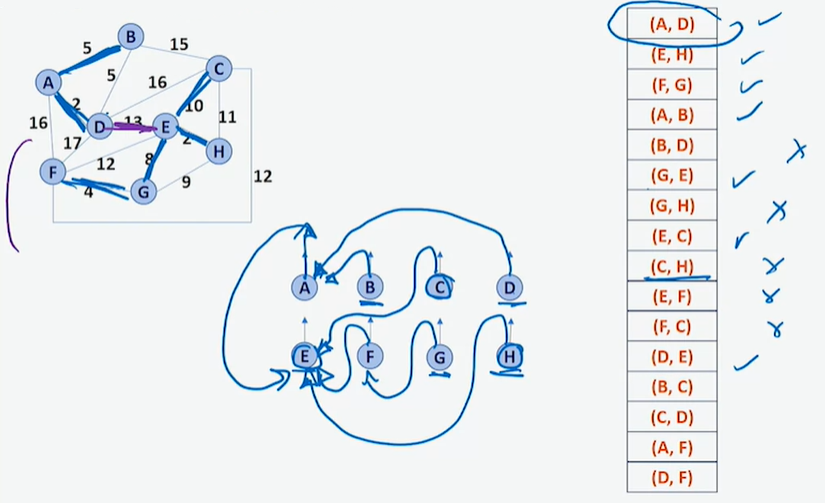 B
5
15
C
A
5
16
2
10
16
D
13
E
11
17
2
H
F
12
8
4
G
9
12
A
B
C
D
E
F
G
H
(A, D)
(E, H)
(F, G)
(A, B)
(B, D)
(G, E)
(G, H)
(E, C)
(C, H)
(E, F)
(F, C)
(D, E)
(B, C)
(C, D)
(A, F)
(D, F)